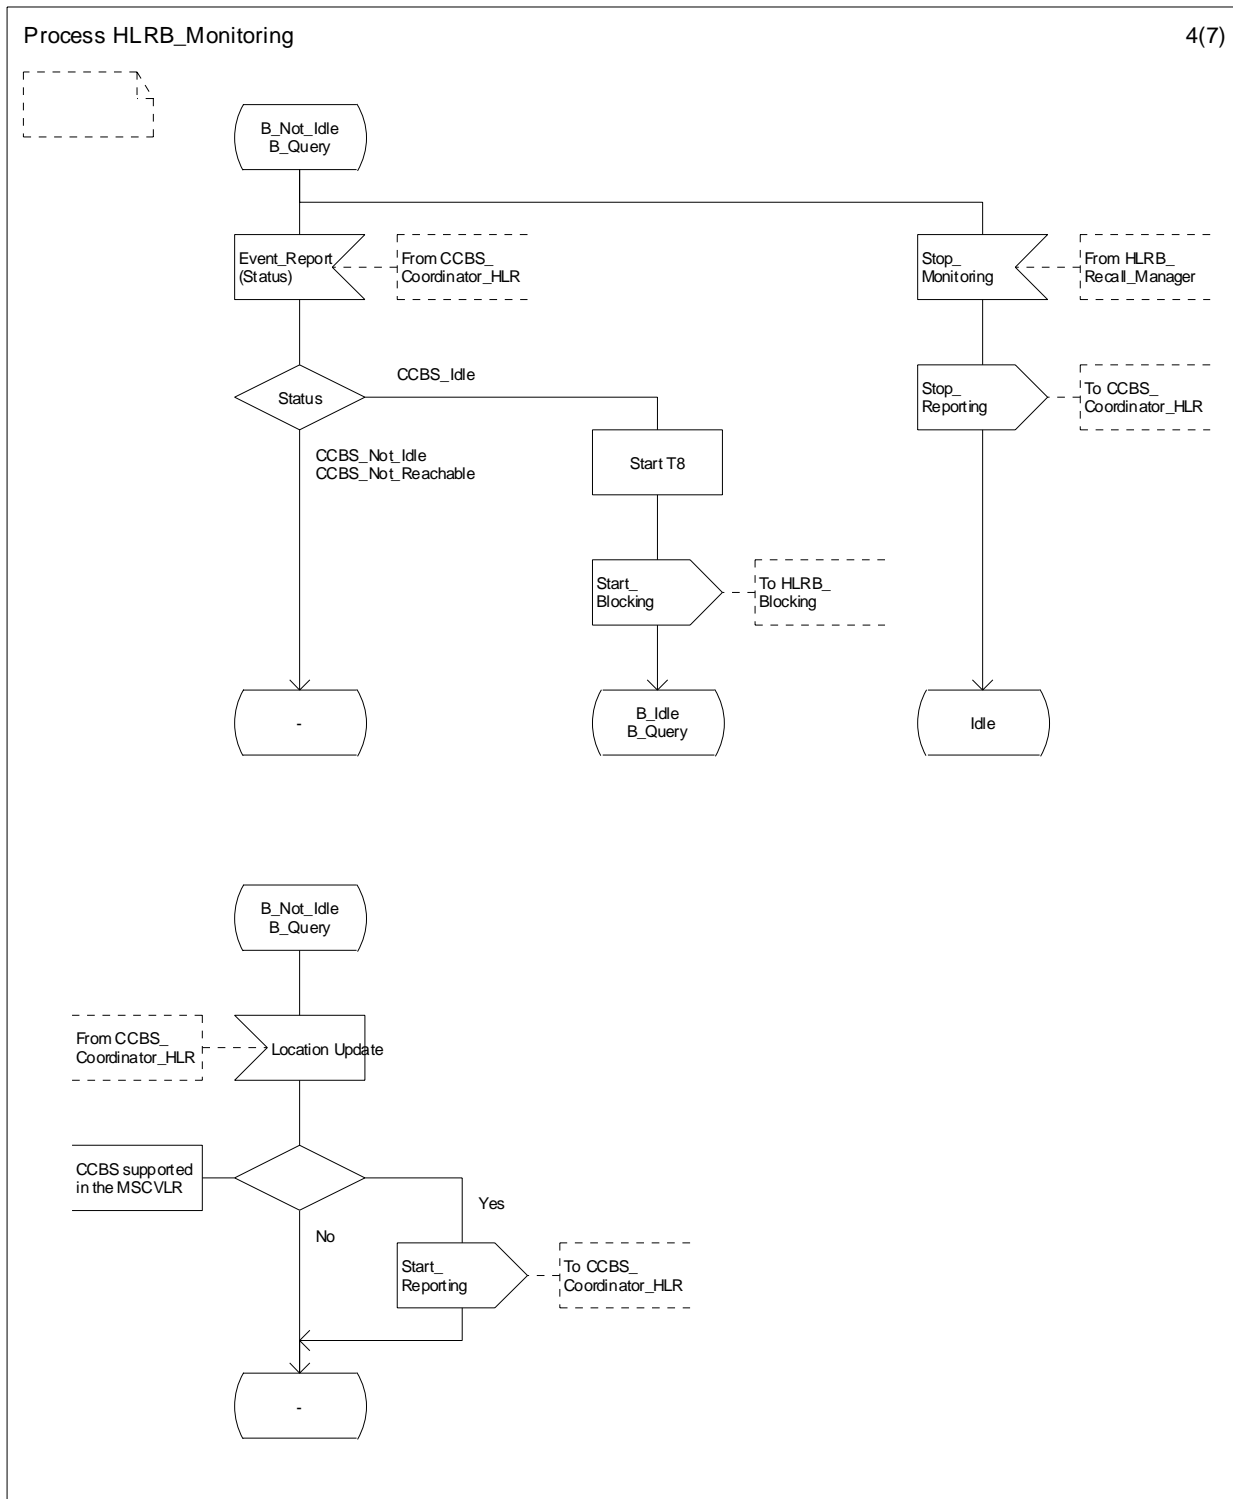 Process HLRB_Monitoring
4(7)
B_Not_Idle
B_Query
Event_Report
(Status)
From CCBS_
Coordinator_HLR
Stop_
Monitoring
From HLRB_
Recall_Manager
Status
CCBS_Idle
Stop_
Reporting
To CCBS_
Coordinator_HLR
CCBS_Not_Idle
CCBS_Not_Reachable
Start T8
Start_
Blocking
To HLRB_
Blocking
-
B_Idle
B_Query
Idle
B_Not_Idle
B_Query
From CCBS_
Coordinator_HLR
Location Update
CCBS supported
in the MSCVLR
Yes
No
Start_
Reporting
To CCBS_
Coordinator_HLR
-